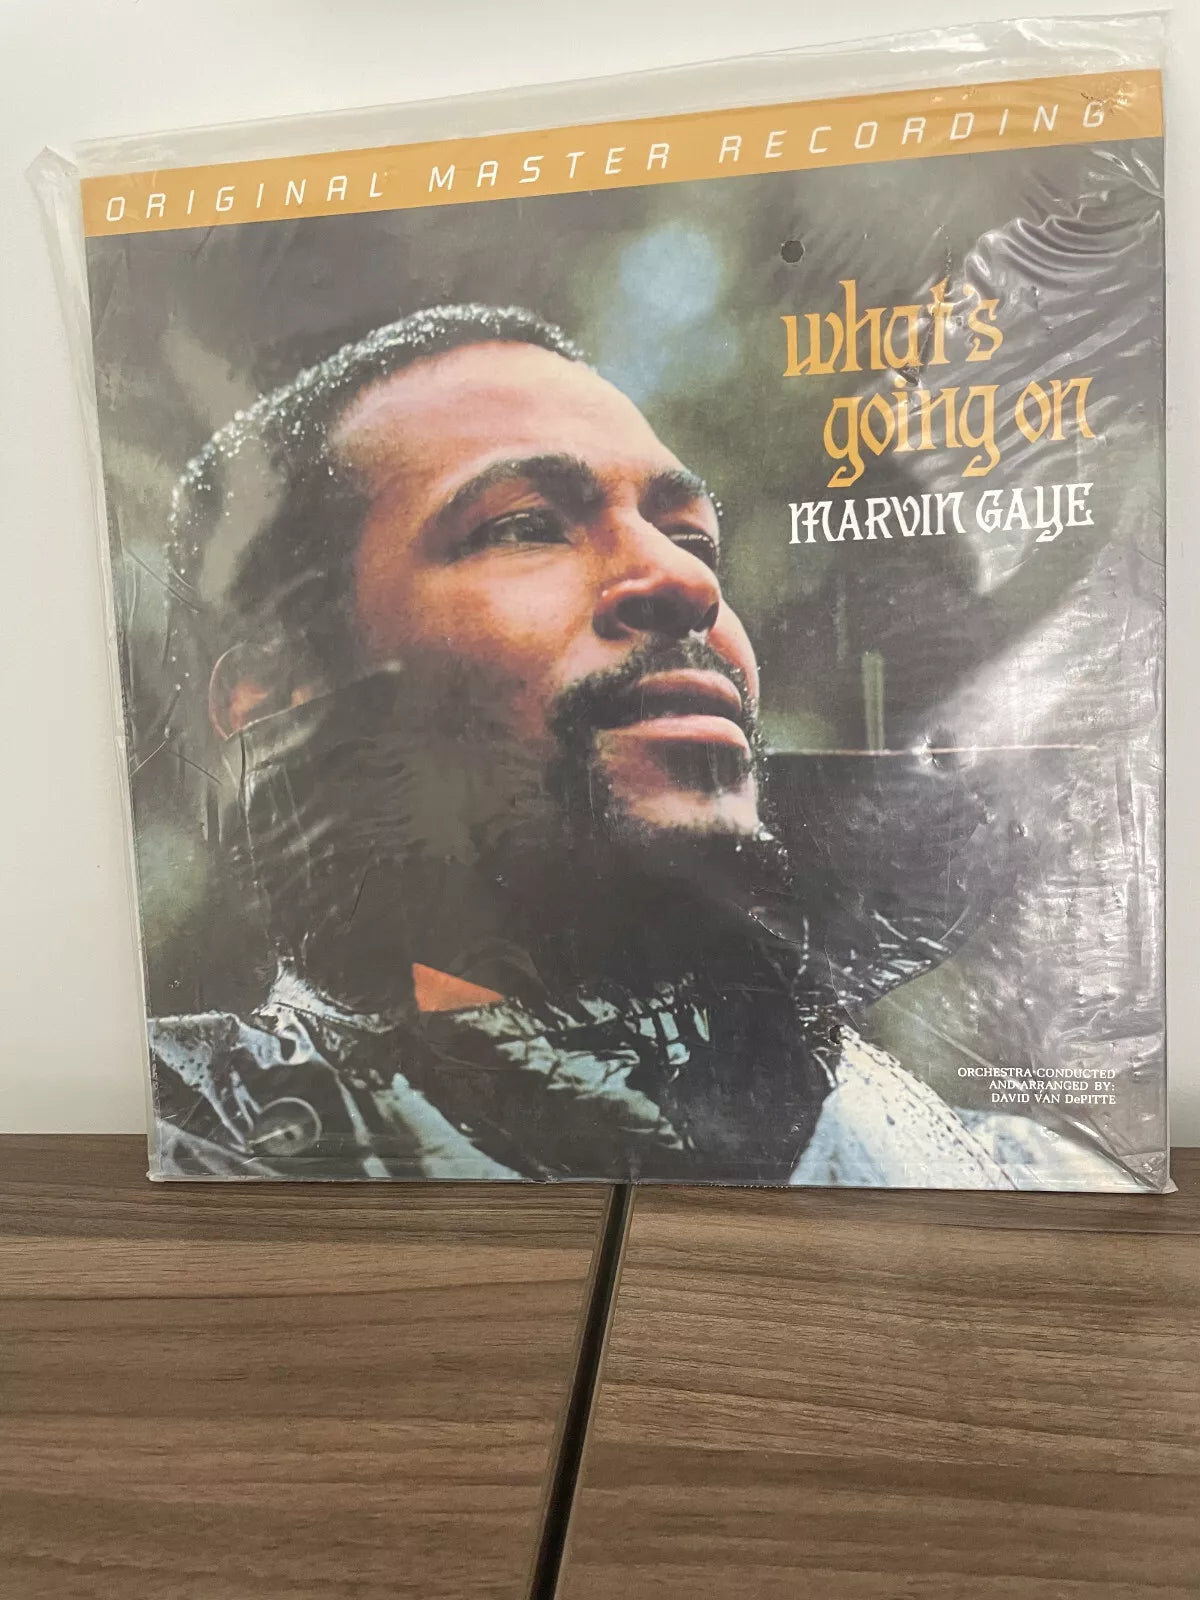 ORIGINAL MASTER RECORDING
what's
going on
MARVIN GAYE
ORCHESTRA CONDUCTED
AND ARRANGED BY:
DAVID VAN DePITTE